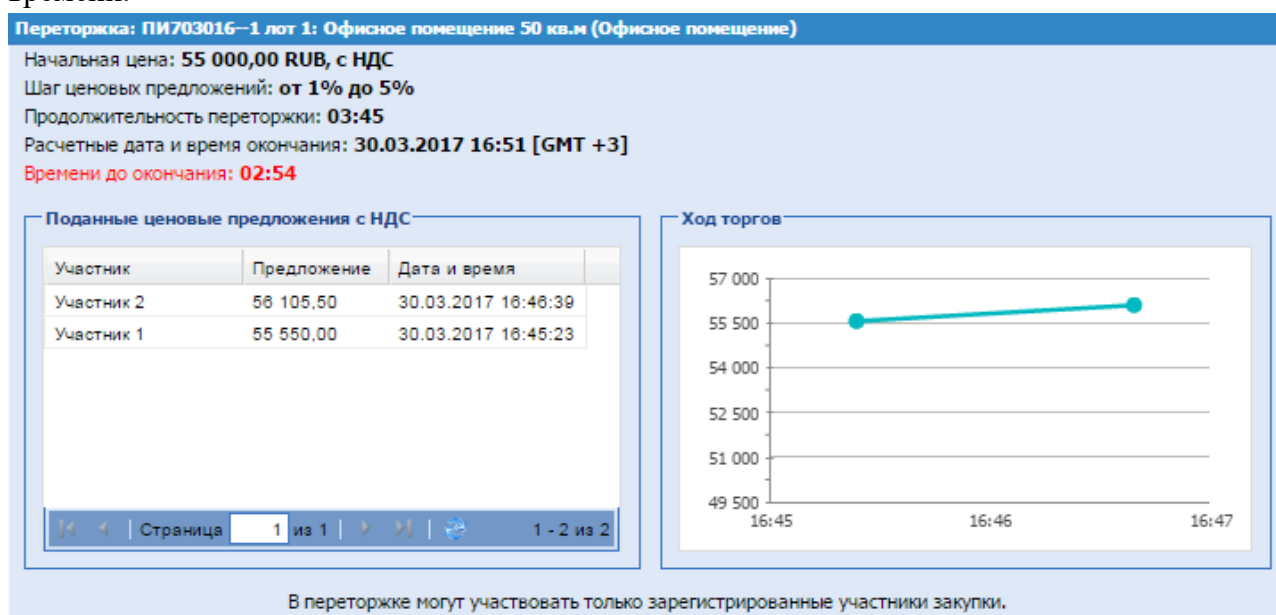 Переторжка: ПИ703016--1 лот 1: Офисное помещение 50 кв.м (Офисное помещение)
Начальная цена: 55 000,00 RUB, с НДС
Шаг ценовых предложений: от 1% до 5%
Продолжительность переторжки: 03:45
Расчетные дата и время окончания: 30.03.2017 16:51 [GMT +3]
Времени до окончания: 02:54
Поданные ценовые предложения с НДС
Участник Предложение Дата и время
Участник 2 56 105,50 30.03.2017 16:46:39
Участник 1 55 550,00 30.03.2017 16:45:23
Страница 1 из 1 1 - 2 из 2
Ход торгов
57 000
55 500
54 000
52 500
51 000
49 500
16:45 16:46 16:47
В переторжке могут участвовать только зарегистрированные участники закупки.